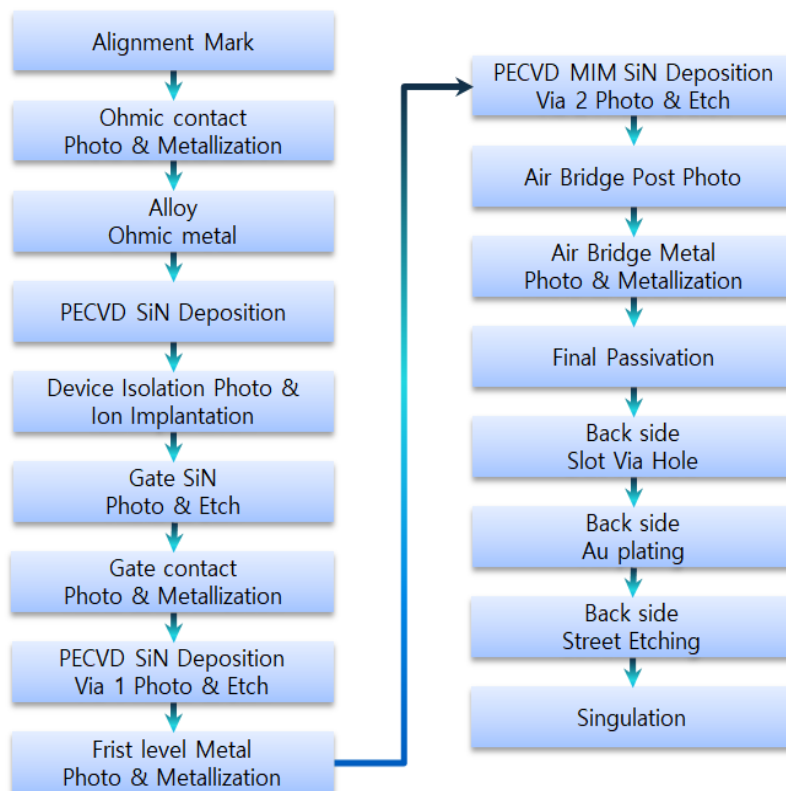 Alignment Mark
Ohmic contact
Photo & Metallization
Alloy
Ohmic metal
PECVD SiN Deposition
Device Isolation Photo &
Ion Implantation
Gate SiN
Photo & Etch
Gate contact
Photo & Metallization
PECVD SiN Deposition
Via 1 Photo & Etch
Frist level Metal
Photo & Metallization
PECVD MIM SiN Deposition
Via 2 Photo & Etch
Air Bridge Post Photo
Air Bridge Metal
Photo & Metallization
Final Passivation
Back side
Slot Via Hole
Back side
Au plating
Back side
Street Etching
Singulation